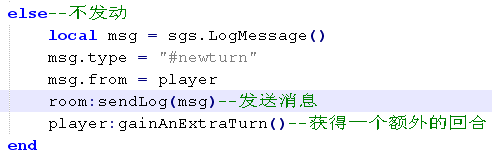 else--不发动
local msg = sgs.LogMessage()
msg.type = "#newturn"
msg.from = player
room:sendLog(msg)--发送消息
player:gainAnExtraTurn()--获得一个额外的回合
end